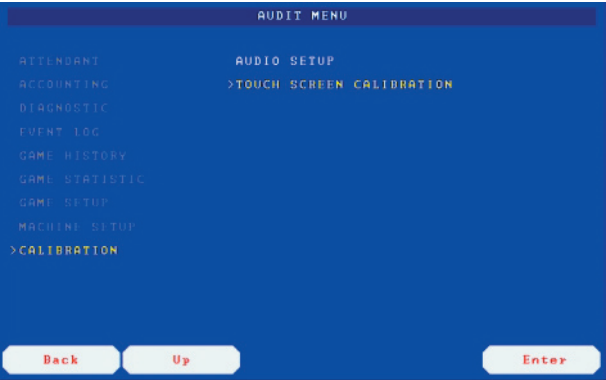 AUDIT MENU
ATTENDANT
ACCOUNTING
DIAGNOSTIC
EVENT LOG
GAME HISTORY
GAME STATISTIC
GAME SETUP
MACHINE SETUP
>CALIBRATION
AUDIO SETUP
>TOUCH SCREEN CALIBRATION
Back
Up
Enter